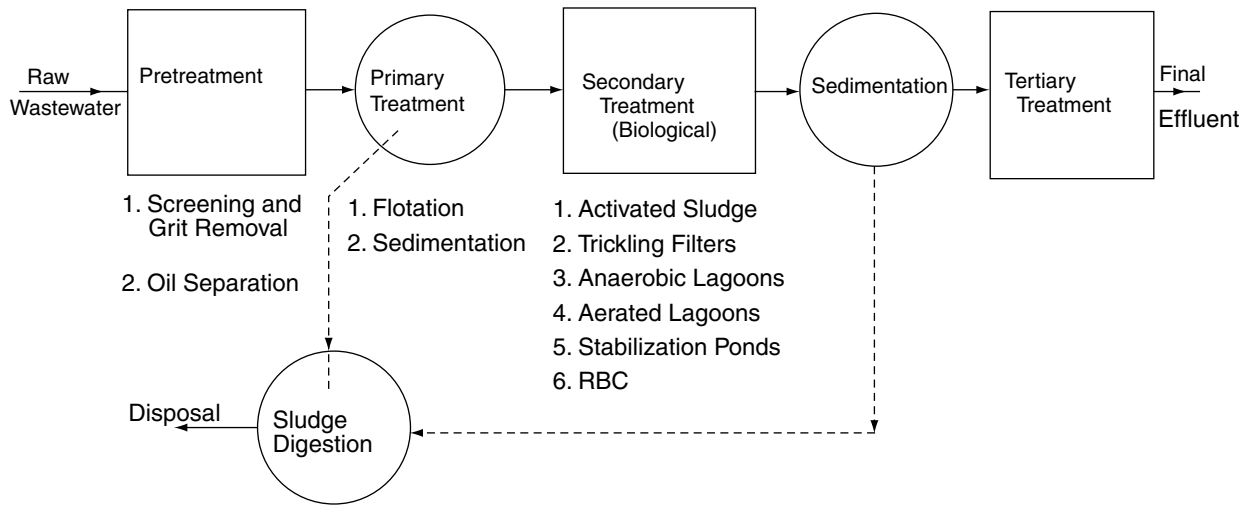 Raw
Wastewater
Pretreatment
Primary
Treatment
Secondary
Treatment
(Biological)
Sedimentation
Tertiary
Treatment
Final
Effluent
1. Screening and
Grit Removal
2. Oil Separation
1. Flotation
2. Sedimentation
1. Activated Sludge
2. Trickling Filters
3. Anaerobic Lagoons
4. Aerated Lagoons
5. Stabilization Ponds
6. RBC
Disposal
Sludge
Digestion